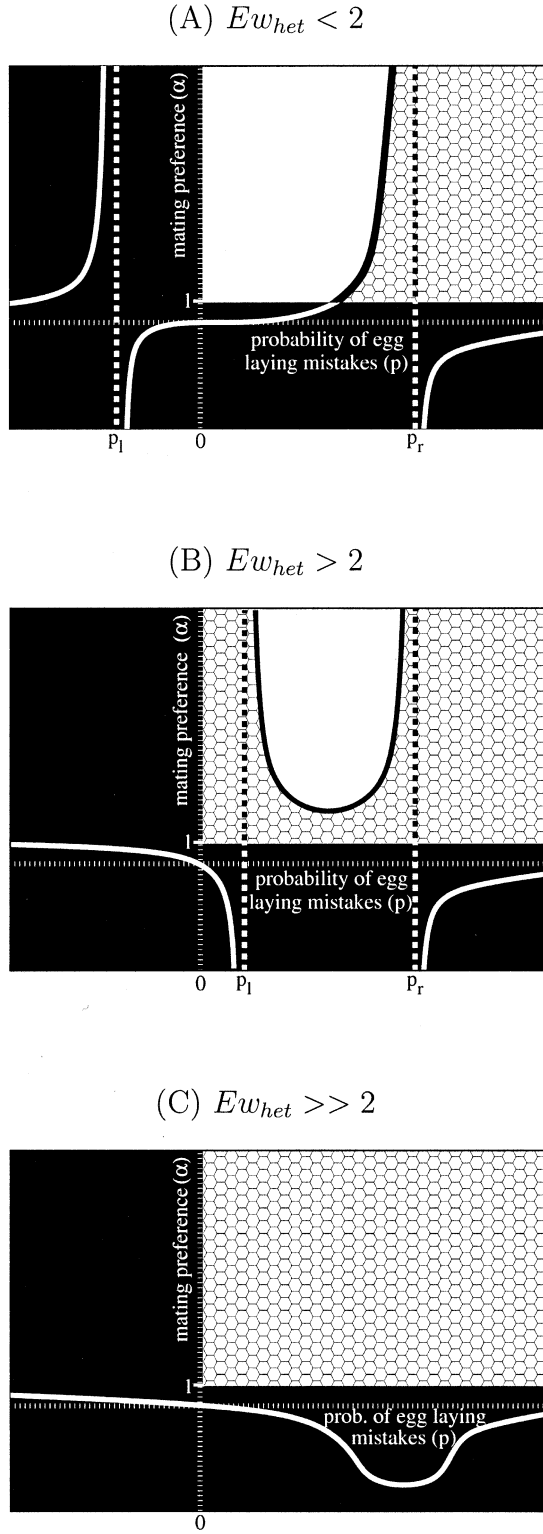 (A) Ew_het < 2
mating preference (α)
1
probability of egg
laying mistakes (p)
p_l
0
p_r
(B) Ew_het > 2
mating preference (α)
1
probability of egg
laying mistakes (p)
0
p_l
p_r
(C) Ew_het >> 2
mating preference (α)
1
prob. of egg laying
mistakes (p)
0